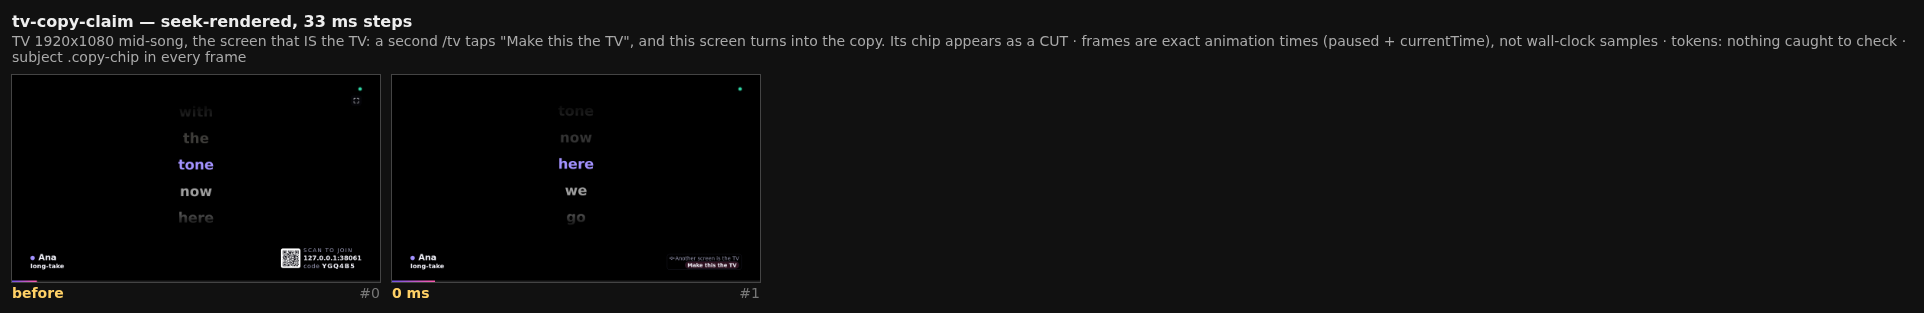 tv-copy-claim — seek-rendered, 33 ms steps
TV 1920x1080 mid-song, the screen that IS the TV: a second /tv taps "Make this the TV", and this screen turns into the copy. Its chip appears as a CUT · frames are exact animation times (paused + currentTime), not wall-clock samples · tokens: nothing caught to check ·
subject .copy-chip in every frame
with
the
tone
now
here
Ana
long-take
SCAN TO JOIN
127.0.0.1:38061
code YGQ4B5
before #0
tone
now
here
we
go
Ana
long-take
Another screen is the TV
Make this the TV
0 ms #1